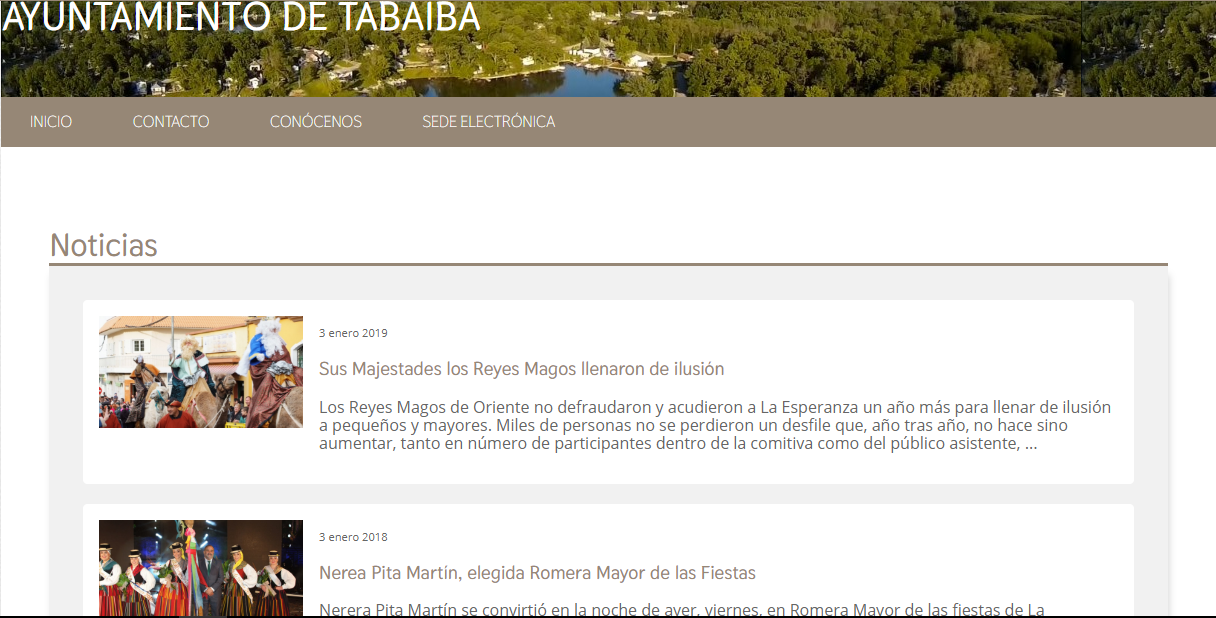 AYUNTAMIENTO DE TABAIBA
INICIO CONTACTO CONÓCENOS SEDE ELECTRÓNICA
Noticias
3 enero 2019
Sus Majestades los Reyes Magos llenaron de ilusión
Los Reyes Magos de Oriente no defraudaron y acudieron a La Esperanza un año más para llenar de ilusión
a pequeños y mayores. Miles de personas no se perdieron un desfile que, año tras año, no hace sino
aumentar, tanto en número de participantes dentro de la comitiva como del público asistente, ...
3 enero 2018
Nerea Pita Martín, elegida Romera Mayor de las Fiestas
Nerera Pita Martín se convirtió en la noche de ayer, viernes, en Romera Mayor de las fiestas de La